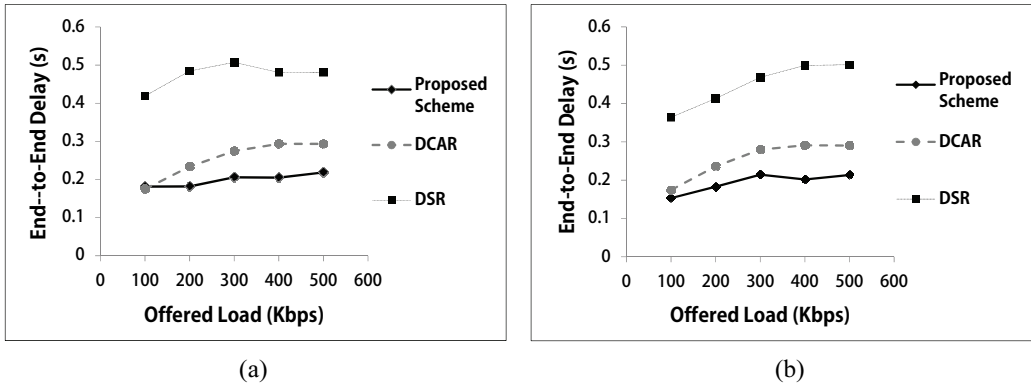 0.6
0.5
0.4
0.3
0.2
0.1
0
End--to-End Delay (s)
0 100 200 300 400 500 600
Offered Load (Kbps)
Proposed
Scheme
DCAR
DSR
(a)
0.6
0.5
0.4
0.3
0.2
0.1
0
End-to-End Delay (s)
0 100 200 300 400 500 600
Offered Load (Kbps)
Proposed
Scheme
DCAR
DSR
(b)